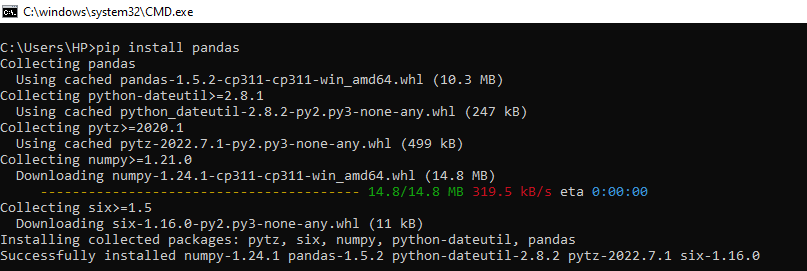 C:\windows\system32\CMD.exe
C:\Users\HP>pip install pandas
Collecting pandas
  Using cached pandas-1.5.2-cp311-cp311-win_amd64.whl (10.3 MB)
Collecting python-dateutil>=2.8.1
  Using cached python_dateutil-2.8.2-py2.py3-none-any.whl (247 kB)
Collecting pytz>=2020.1
  Using cached pytz-2022.7.1-py2.py3-none-any.whl (499 kB)
Collecting numpy>=1.21.0
  Downloading numpy-1.24.1-cp311-cp311-win_amd64.whl (14.8 MB)
     ---------------------------------------- 14.8/14.8 MB 319.5 kB/s eta 0:00:00
Collecting six>=1.5
  Downloading six-1.16.0-py2.py3-none-any.whl (11 kB)
Installing collected packages: pytz, six, numpy, python-dateutil, pandas
Successfully installed numpy-1.24.1 pandas-1.5.2 python-dateutil-2.8.2 pytz-2022.7.1 six-1.16.0